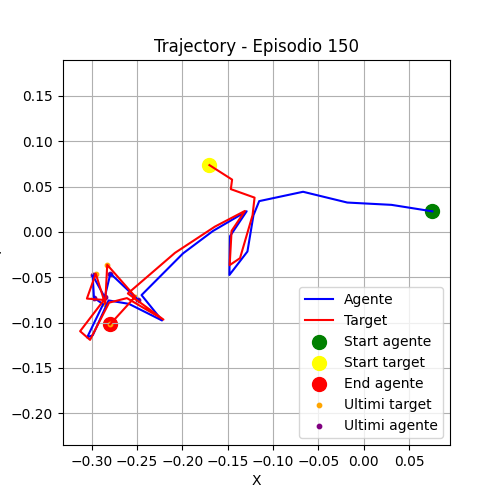 Trajectory - Episodio 150
0.15
0.10
0.05
0.00
−0.05
−0.10
−0.15
−0.20
−0.30
−0.25
−0.20
−0.15
−0.10
−0.05
0.00
0.05
X
Agente
Target
Start agente
Start target
End agente
Ultimi target
Ultimi agente